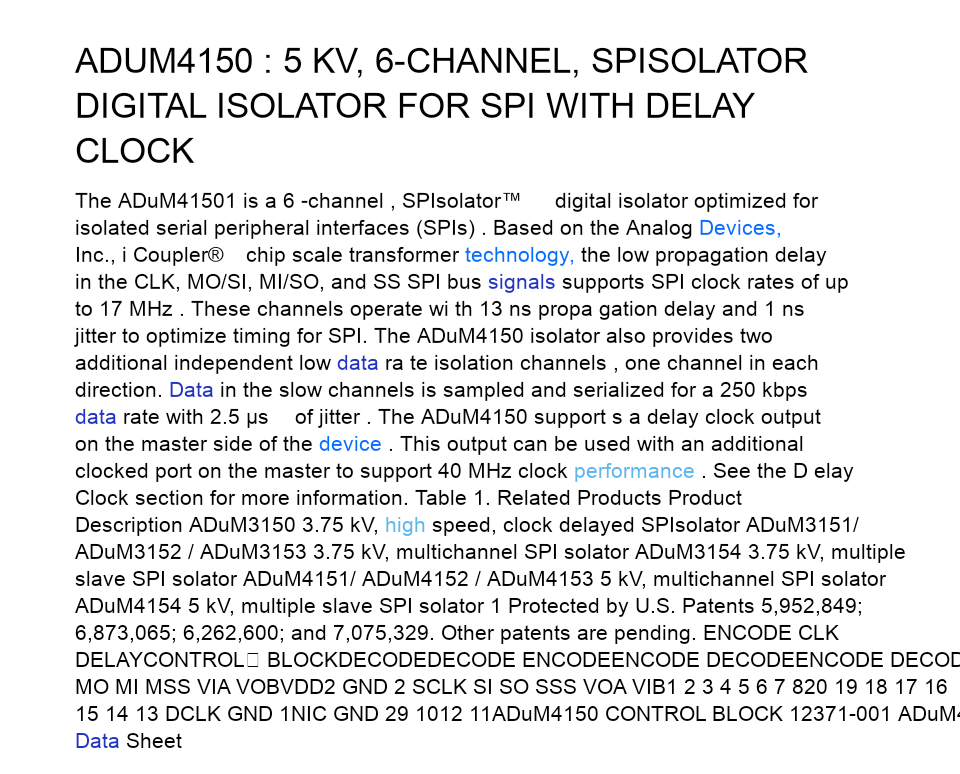 ADUM4150 : 5 KV, 6-CHANNEL, SPISOLATOR
DIGITAL ISOLATOR FOR SPI WITH DELAY
CLOCK
The ADuM41501 is a 6 -channel , SPIsolator™ digital isolator optimized for
isolated serial peripheral interfaces (SPIs) . Based on the Analog Devices,
Inc., i Coupler® chip scale transformer technology, the low propagation delay
in the CLK, MO/SI, MI/SO, and SS SPI bus signals supports SPI clock rates of up
to 17 MHz . These channels operate wi th 13 ns propa gation delay and 1 ns
jitter to optimize timing for SPI. The ADuM4150 isolator also provides two
additional independent low data ra te isolation channels , one channel in each
direction. Data in the slow channels is sampled and serialized for a 250 kbps
data rate with 2.5 µs of jitter . The ADuM4150 support s a delay clock output
on the master side of the device . This output can be used with an additional
clocked port on the master to support 40 MHz clock performance . See the D elay
Clock section for more information. Table 1. Related Products Product
Description ADuM3150 3.75 kV, high speed, clock delayed SPIsolator ADuM3151/
ADuM3152 / ADuM3153 3.75 kV, multichannel SPI solator ADuM3154 3.75 kV, multiple
slave SPI solator ADuM4151/ ADuM4152 / ADuM4153 5 kV, multichannel SPI solator
ADuM4154 5 kV, multiple slave SPI solator 1 Protected by U.S. Patents 5,952,849;
6,873,065; 6,262,600; and 7,075,329. Other patents are pending. ENCODE CLK
DELAYCONTROL BLOCKDECODEDECODE ENCODEENCODE DECODEENCODE DECOD
MO MI MSS VIA VOBVDD2 GND 2 SCLK SI SO SSS VOA VIB1 2 3 4 5 6 7 820 19 18 17 16
15 14 13 DCLK GND 1NIC GND 29 1012 11ADuM4150 CONTROL BLOCK 12371-001 ADuM4
Data Sheet